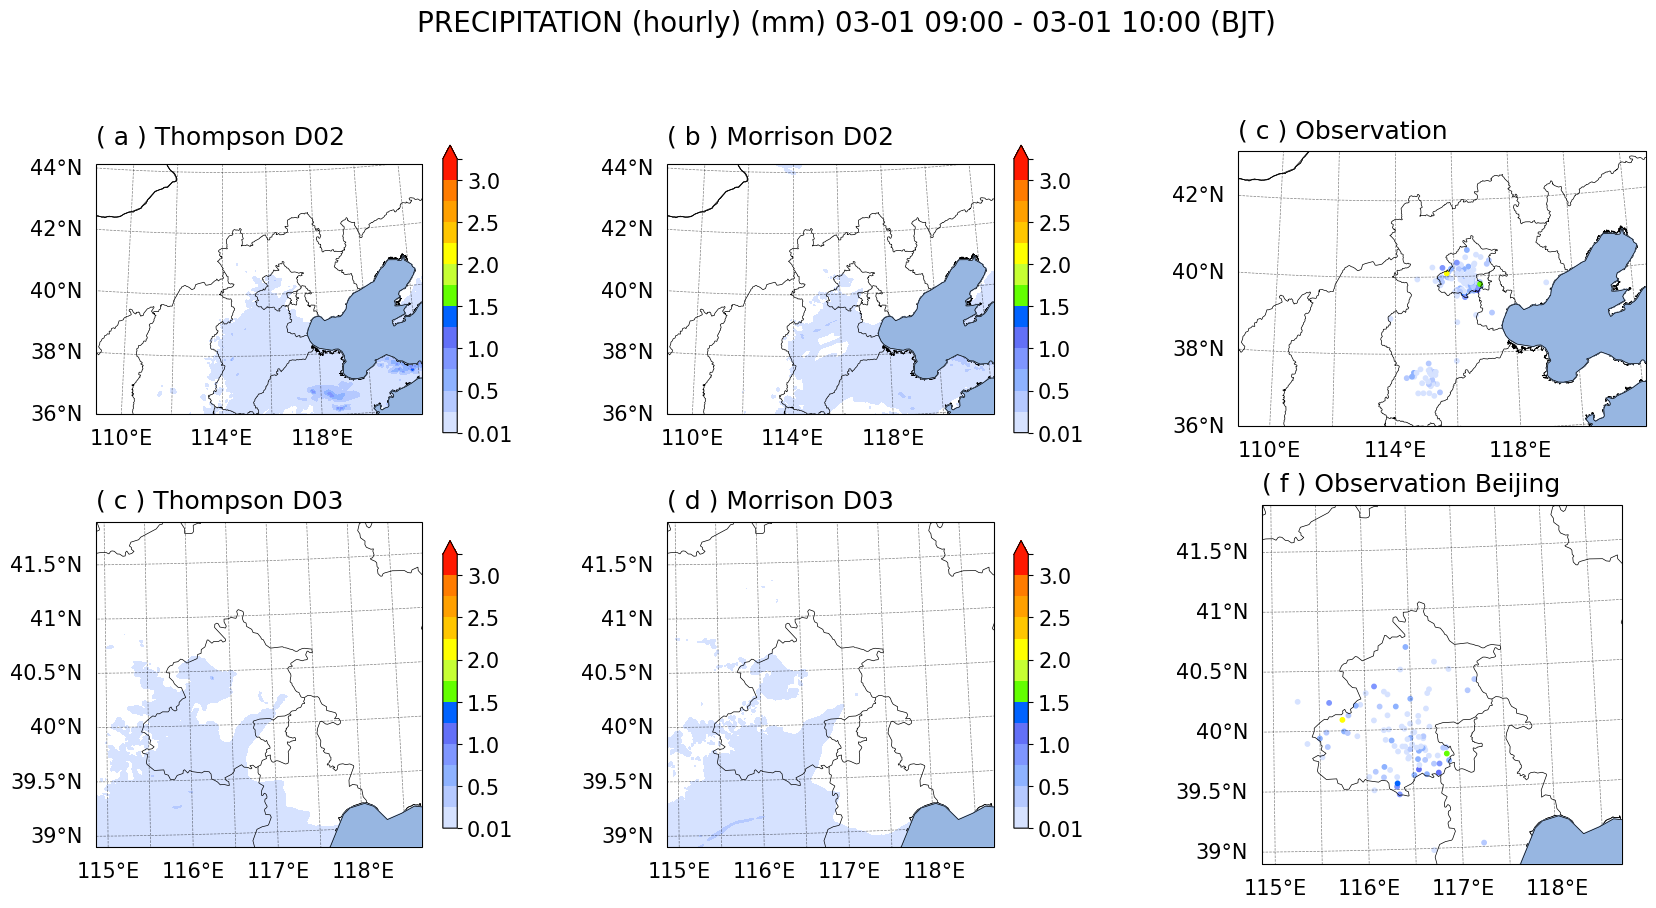 PRECIPITATION (hourly) (mm) 03-01 09:00 - 03-01 10:00 (BJT)
( a ) Thompson D02
44°N
42°N
40°N
38°N
36°N
110°E
114°E
118°E
3.0
2.5
2.0
1.5
1.0
0.5
0.01
( b ) Morrison D02
44°N
42°N
40°N
38°N
36°N
110°E
114°E
118°E
3.0
2.5
2.0
1.5
1.0
0.5
0.01
( c ) Observation
42°N
40°N
38°N
36°N
110°E
114°E
118°E
( c ) Thompson D03
41.5°N
41°N
40.5°N
40°N
39.5°N
39°N
115°E
116°E
117°E
118°E
3.0
2.5
2.0
1.5
1.0
0.5
0.01
( d ) Morrison D03
41.5°N
41°N
40.5°N
40°N
39.5°N
39°N
115°E
116°E
117°E
118°E
3.0
2.5
2.0
1.5
1.0
0.5
0.01
( f ) Observation Beijing
41.5°N
41°N
40.5°N
40°N
39.5°N
39°N
115°E
116°E
117°E
118°E